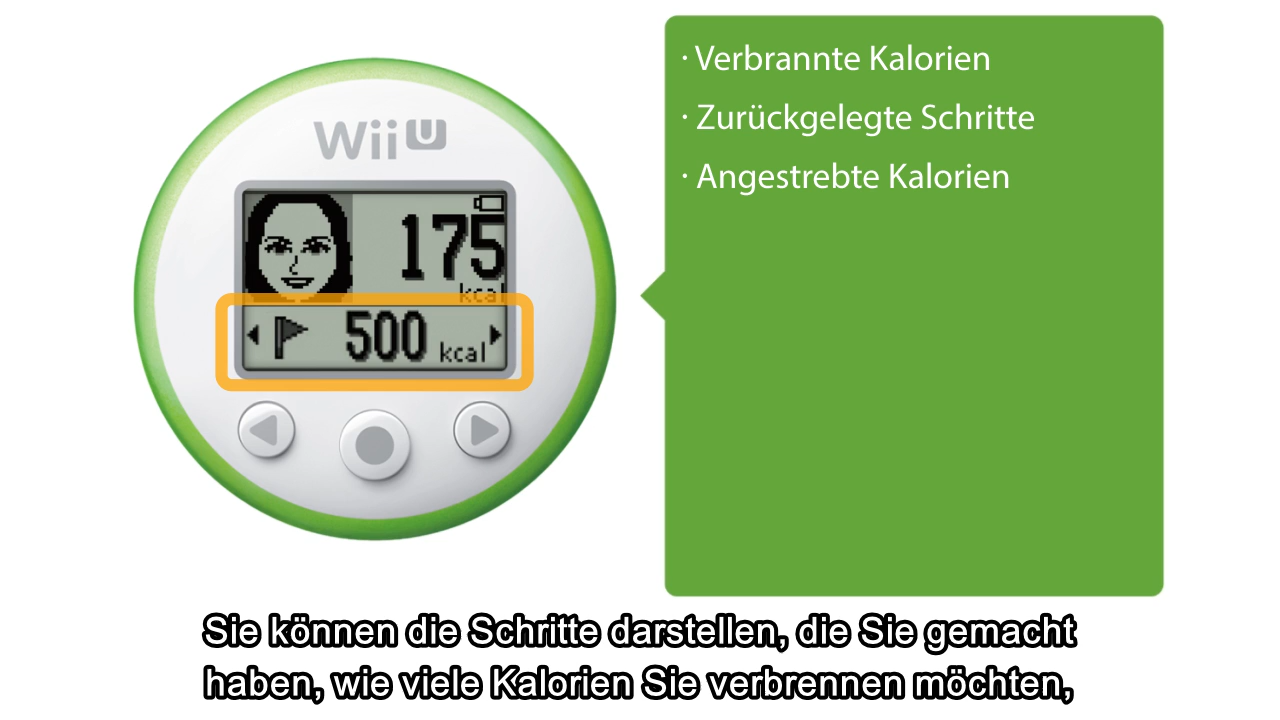 Wii U
175
kcal
500 kcal
· Verbrannte Kalorien
· Zurückgelegte Schritte
· Angestrebte Kalorien
Sie können die Schritte darstellen, die Sie gemacht
haben, wie viele Kalorien Sie verbrennen möchten,